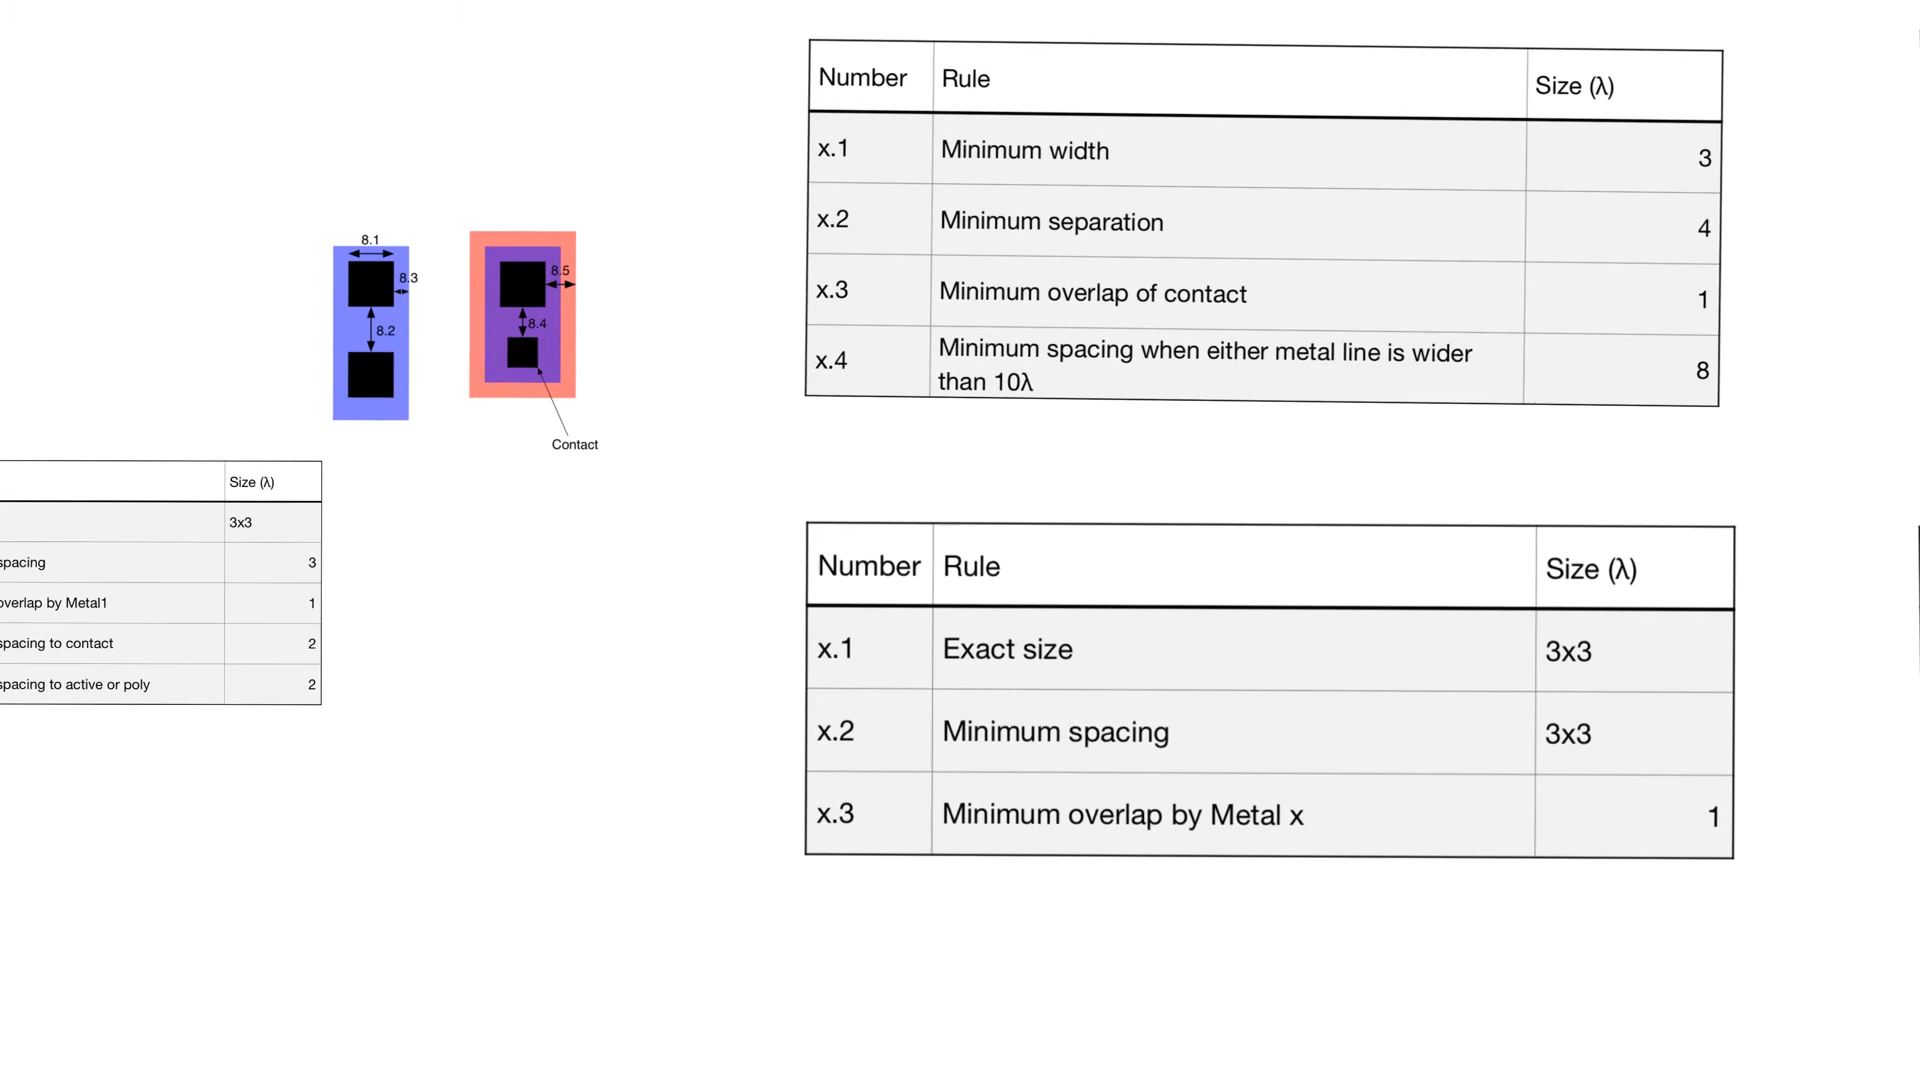 8.1
8.3
8.2
8.5
8.4
Contact
Size (λ)
3x3
spacing 3
overlap by Metal1 1
spacing to contact 2
spacing to active or poly 2
Number Rule Size (λ)
x.1 Minimum width 3
x.2 Minimum separation 4
x.3 Minimum overlap of contact 1
x.4 Minimum spacing when either metal line is wider
than 10λ 8
Number Rule Size (λ)
x.1 Exact size 3x3
x.2 Minimum spacing 3x3
x.3 Minimum overlap by Metal x 1